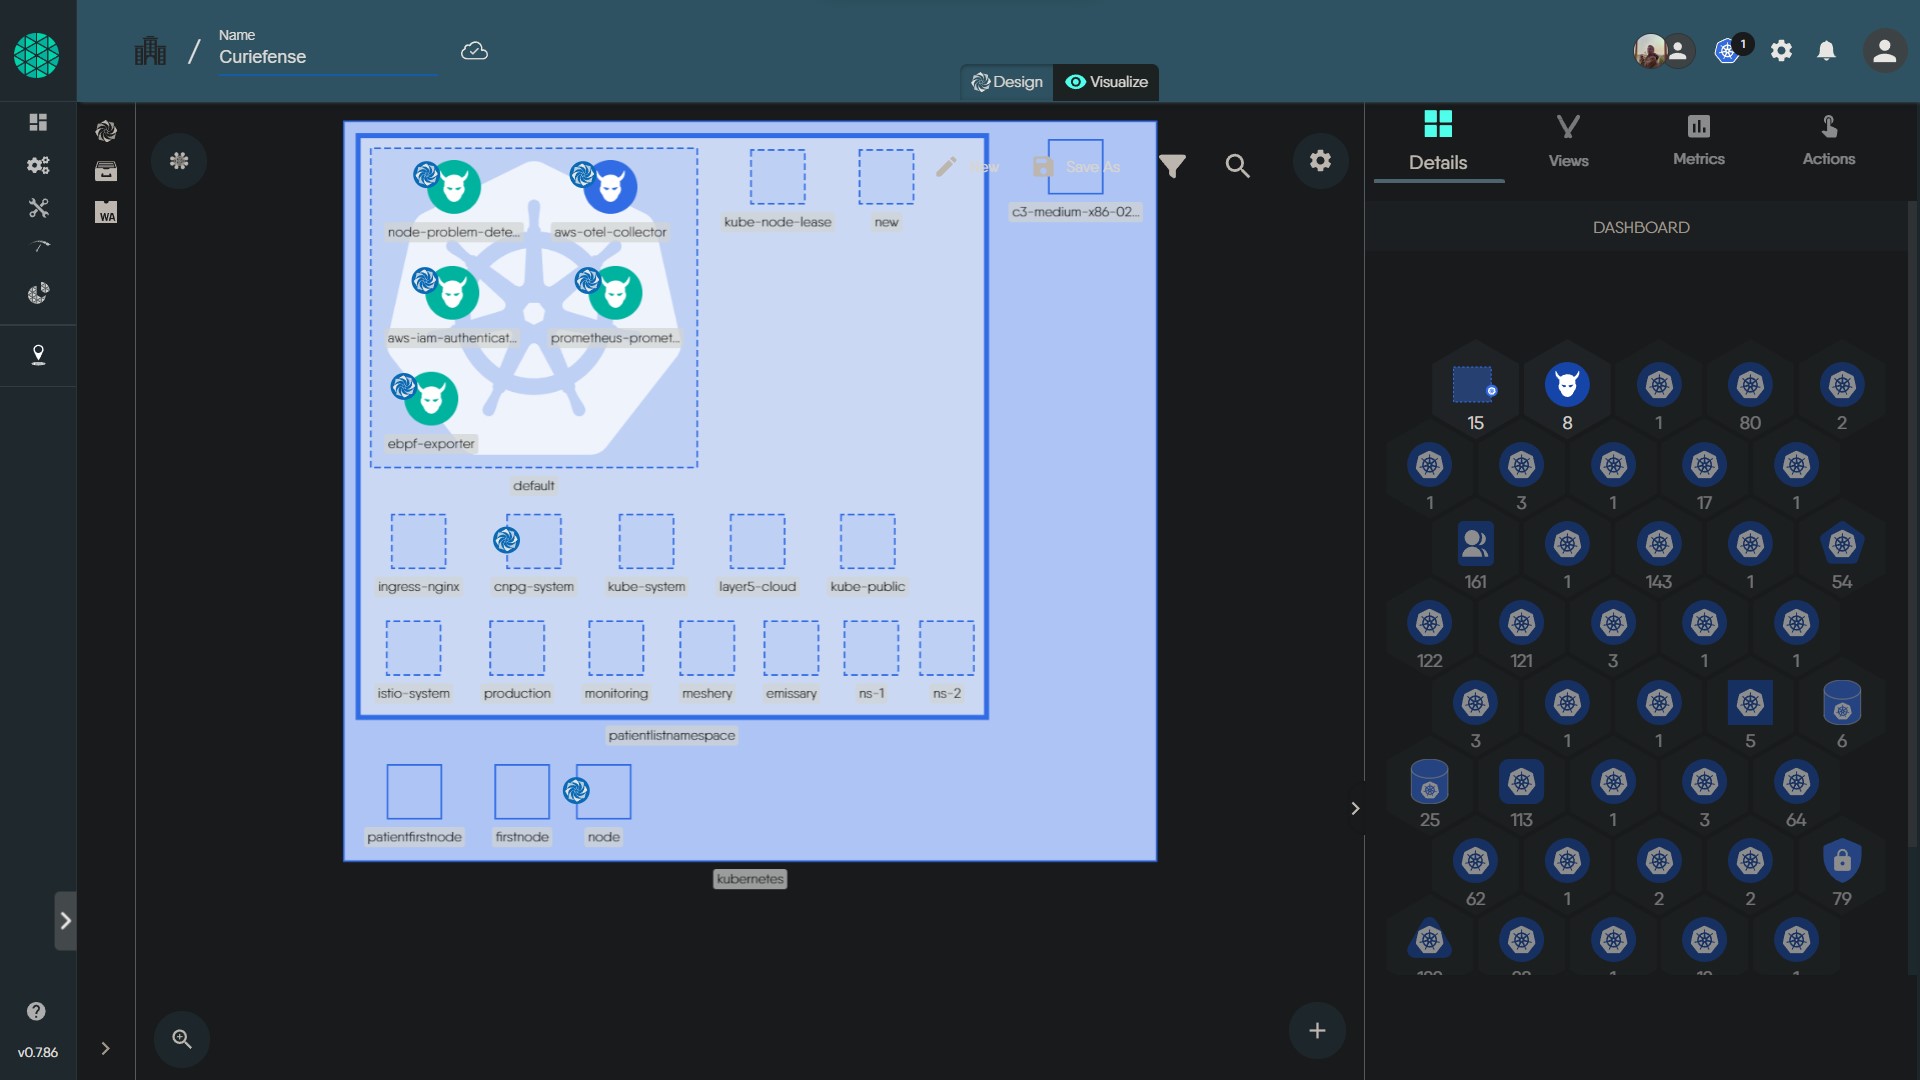 Name
Curiefense
Design
Visualize
1
WA
Save As
node-problem-dete...
aws-otel-collector
kube-node-lease
new
c3-medium-x86-02...
aws-iam-authenticat...
prometheus-promet...
ebpf-exporter
default
ingress-nginx
cnpg-system
kube-system
layer5-cloud
kube-public
istio-system
production
monitoring
meshery
emissary
ns-1
ns-2
patientlistnamespace
patientfirstnode
firstnode
node
kubernetes
v0.7.86
Details
Views
Metrics
Actions
DASHBOARD
15 8 1 80 2
1 3 1 17 1
161 1 143 1 54
122 121 3 1 1
3 1 1 5 6
25 113 1 3 64
62 1 2 2 79